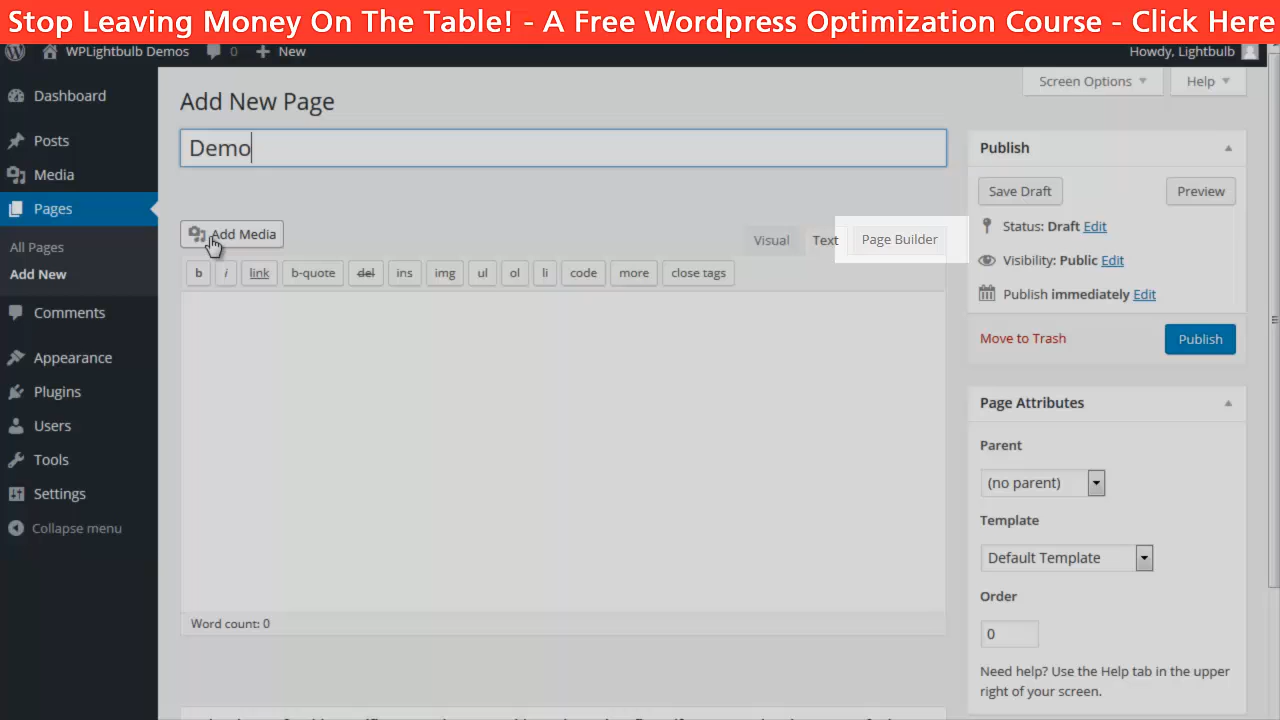 Stop Leaving Money On The Table! - A Free Wordpress Optimization Course - Click Here
WPLightbulb Demos 0 New Howdy, Lightbulb
Screen Options Help
Dashboard
Posts
Media
Pages
All Pages
Add New
Comments
Appearance
Plugins
Users
Tools
Settings
Collapse menu
Add New Page
Demo
Add Media
Visual Text Page Builder
b i link b-quote del ins img ul ol li code more close tags
Word count: 0
Publish
Save Draft Preview
Status: Draft Edit
Visibility: Public Edit
Publish immediately Edit
Move to Trash Publish
Page Attributes
Parent
(no parent)
Template
Default Template
Order
0
Need help? Use the Help tab in the upper
right of your screen.